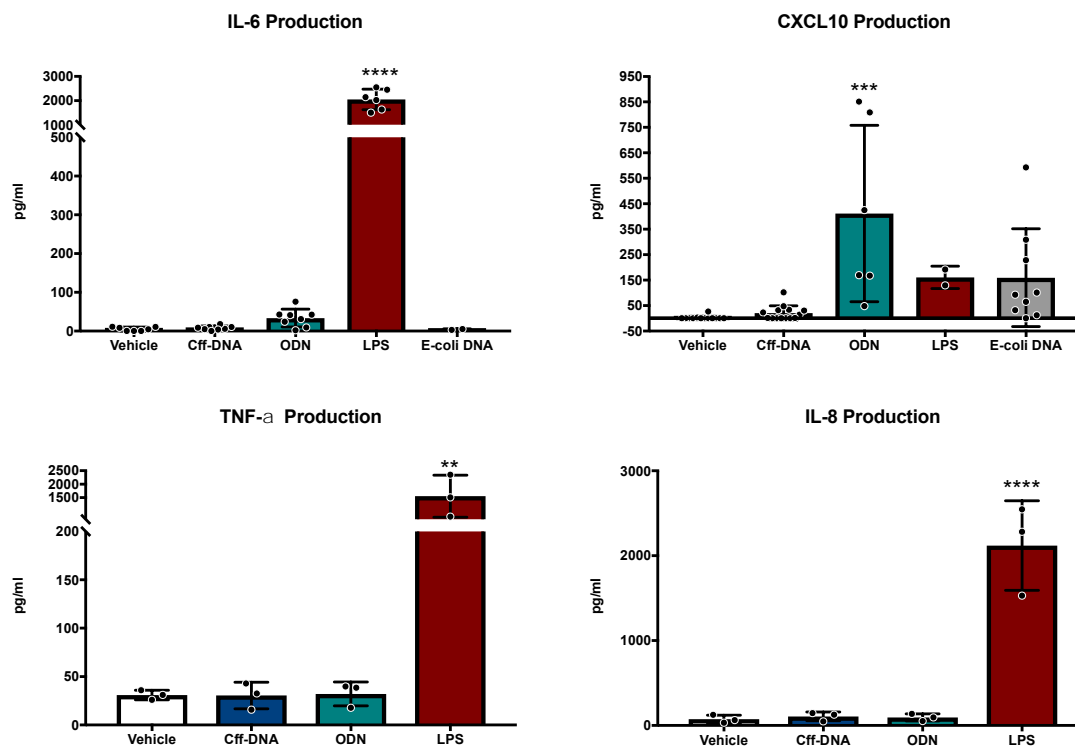 IL-6 Production
****
3000
2000
1000
500
400
300
200
100
0
pg/ml
Vehicle Cff-DNA ODN LPS E-coli DNA
CXCL10 Production
***
950
850
750
650
550
450
350
250
150
50
-50
pg/ml
Vehicle Cff-DNA ODN LPS E-coli DNA
TNF-a Production
**
2500
1500
200
150
100
50
0
pg/ml
Vehicle Cff-DNA ODN LPS
IL-8 Production
****
3000
2000
1000
0
pg/ml
Vehicle Cff-DNA ODN LPS